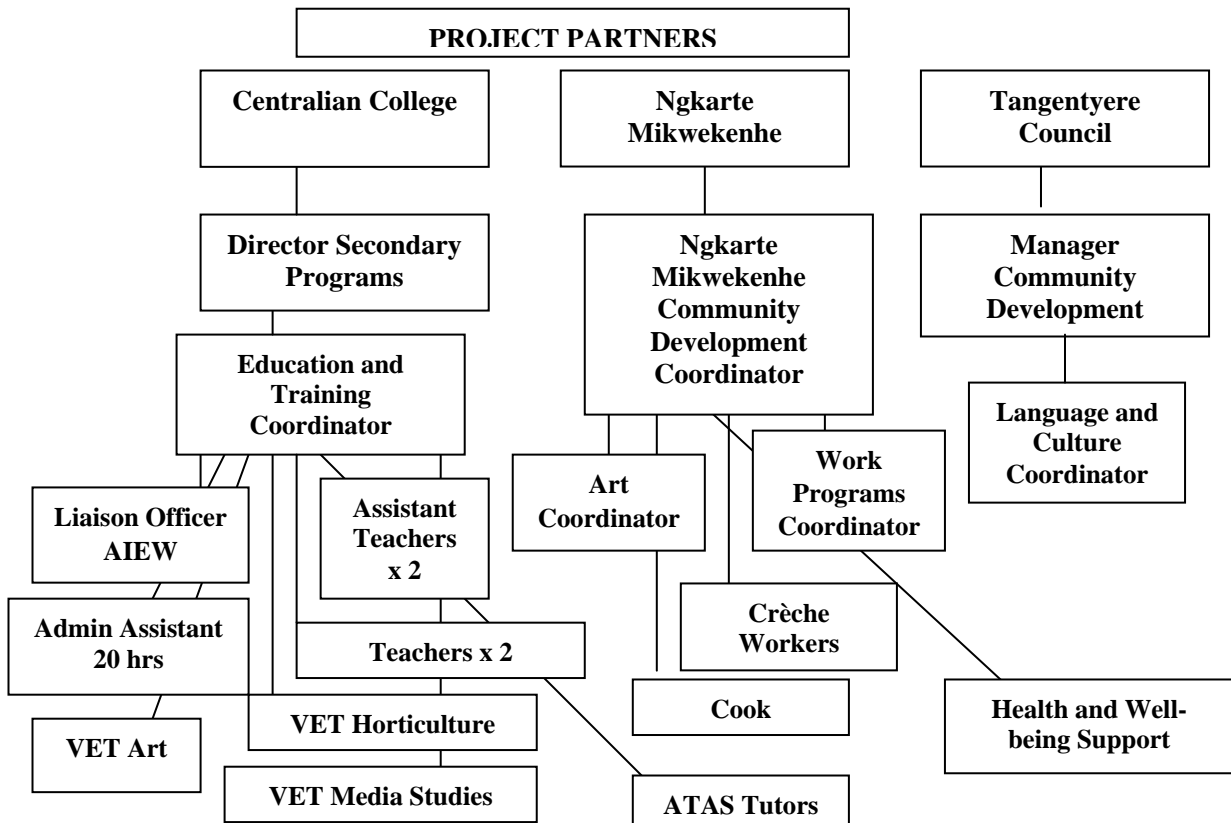 PROJECT PARTNERS
Centralian College
Ngkarte
Mikwekenhe
Tangentyere
Council
Director Secondary
Programs
Ngkarte
Mikwekenhe
Community
Development
Coordinator
Manager
Community
Development
Education and
Training
Coordinator
Language and
Culture
Coordinator
Liaison Officer
AIEW
Assistant
Teachers
x 2
Art
Coordinator
Work
Programs
Coordinator
Admin Assistant
20 hrs
Teachers x 2
Crèche
Workers
VET Art
VET Horticulture
Cook
Health and Well-
being Support
VET Media Studies
ATAS Tutors